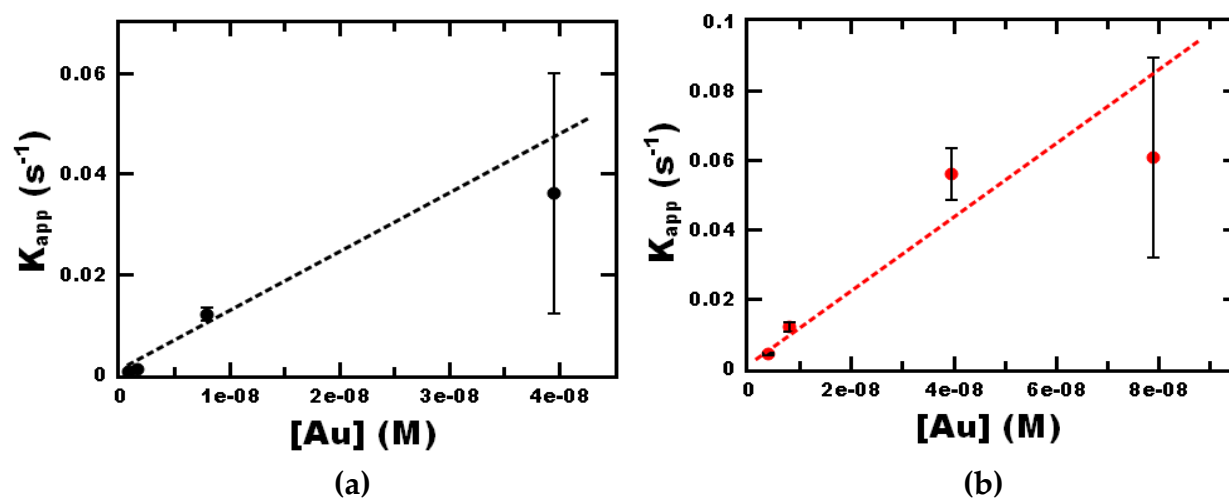 0.06
0.04
0.02
0
K_app (s^-1)
0 1e-08 2e-08 3e-08 4e-08
[Au] (M)
(a)
0.1
0.08
0.06
0.04
0.02
0
K_app (s^-1)
0 2e-08 4e-08 6e-08 8e-08
[Au] (M)
(b)